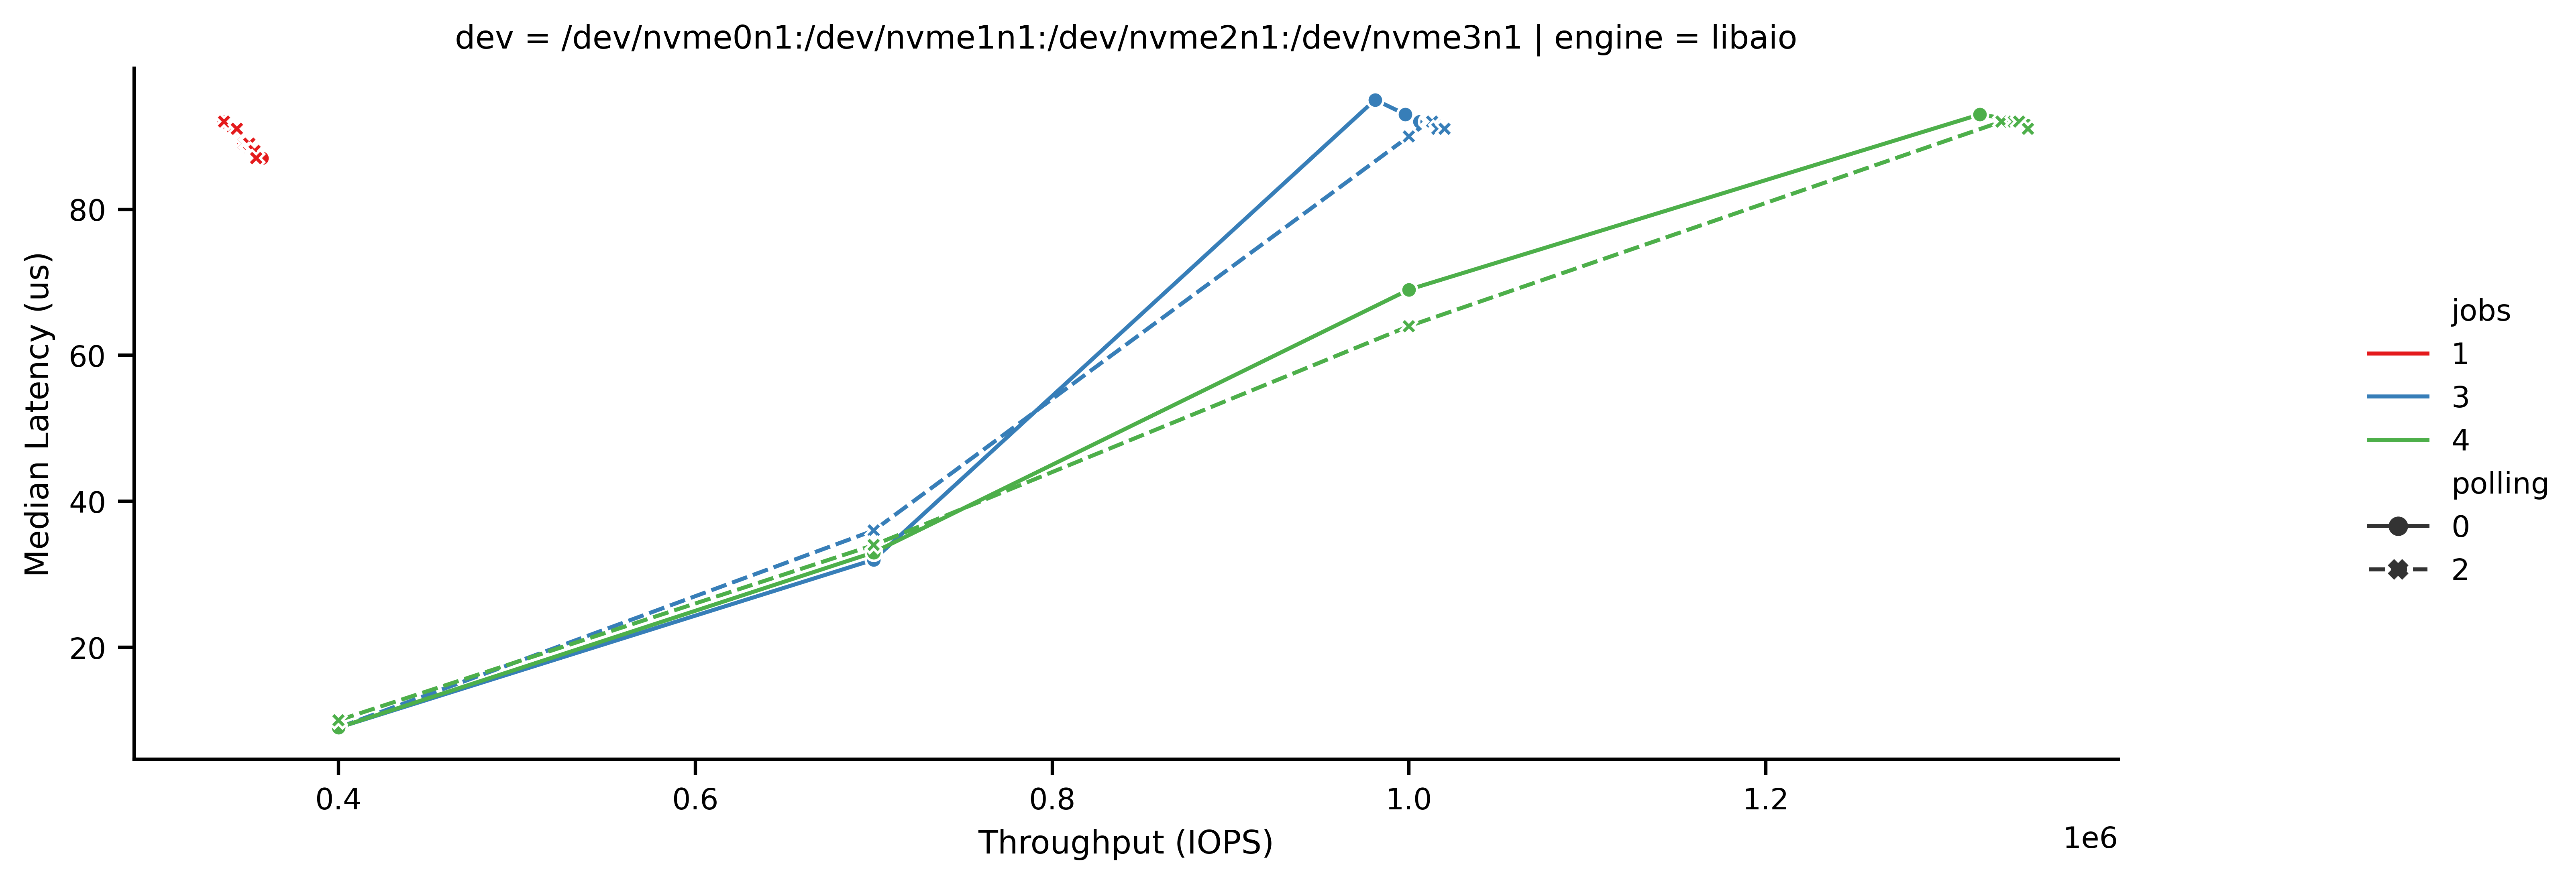 dev = /dev/nvme0n1:/dev/nvme1n1:/dev/nvme2n1:/dev/nvme3n1 | engine = libaio
Median Latency (us)
80
60
40
20
0.4
0.6
0.8
1.0
1.2
1e6
Throughput (IOPS)
jobs
1
3
4
polling
0
2